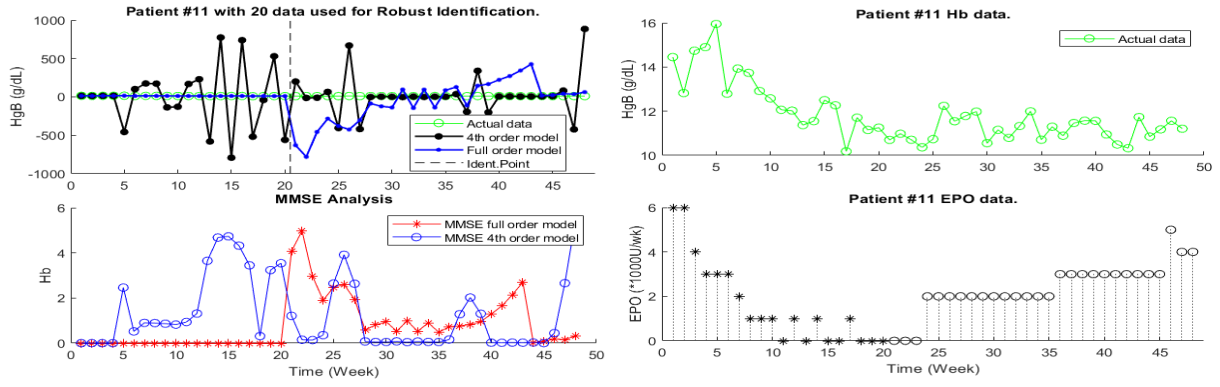 Patient #11 with 20 data used for Robust Identification.
HgB (g/dL)
1000
500
0
-500
-1000
0 5 10 15 20 25 30 35 40 45
Actual data
4th order model
Full order model
Ident.Point
MMSE Analysis
Hb
6
4
2
0
0 5 10 15 20 25 30 35 40 45 50
Time (Week)
MMSE full order model
MMSE 4th order model
Patient #11 Hb data.
HgB (g/dL)
16
14
12
10
0 5 10 15 20 25 30 35 40 45 50
Actual data
Patient #11 EPO data.
EPO (*1000U/wk)
6
4
2
0
0 5 10 15 20 25 30 35 40 45
Time (Week)